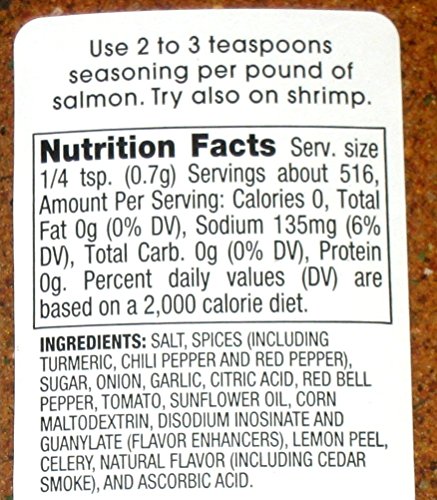 Use 2 to 3 teaspoons
seasoning per pound of
salmon. Try also on shrimp.
Nutrition Facts Serv. size
1/4 tsp. (0.7g) Servings about 516,
Amount Per Serving: Calories 0, Total
Fat 0g (0% DV), Sodium 135mg (6%
DV), Total Carb. 0g (0% DV), Protein
0g. Percent daily values (DV) are
based on a 2,000 calorie diet.
INGREDIENTS: SALT, SPICES (INCLUDING
TURMERIC, CHILI PEPPER AND RED PEPPER),
SUGAR, ONION, GARLIC, CITRIC ACID, RED BELL
PEPPER, TOMATO, SUNFLOWER OIL, CORN
MALTODEXTRIN, DISODIUM INOSINATE AND
GUANYLATE (FLAVOR ENHANCERS), LEMON PEEL,
CELERY, NATURAL FLAVOR (INCLUDING CEDAR
SMOKE), AND ASCORBIC ACID.